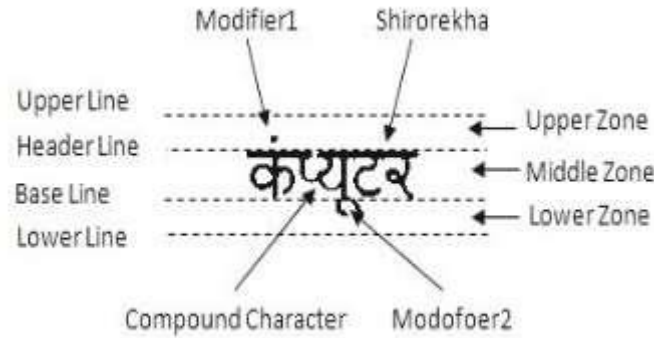 Modifier1 Shirorekha
Upper Line
Upper Zone
Header Line
कंप्यूटर
Middle Zone
Base Line
Lower Zone
Lower Line
Compound Character Modofoer2